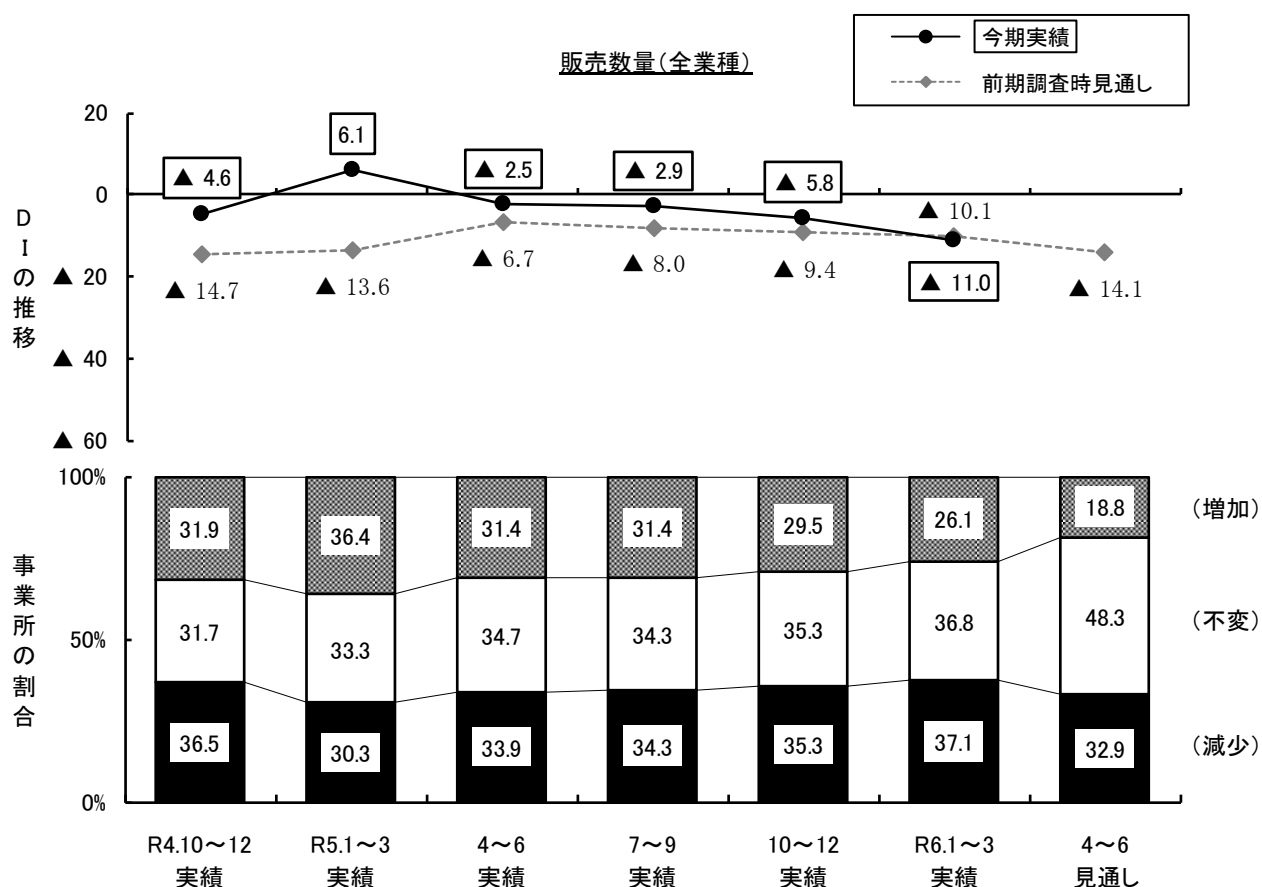 販売数量(全業種)
今期実績
前期調査時見通し
DIの推移
20
0
▲ 20
▲ 40
▲ 60
▲ 4.6
6.1
▲ 2.5
▲ 2.9
▲ 5.8
▲ 10.1
▲ 14.7
▲ 13.6
▲ 6.7
▲ 8.0
▲ 9.4
▲ 11.0
▲ 14.1
事業所の割合
100%
50%
0%
31.9
36.4
31.4
31.4
29.5
26.1
18.8
(増加)
31.7
33.3
34.7
34.3
35.3
36.8
48.3
(不変)
36.5
30.3
33.9
34.3
35.3
37.1
32.9
(減少)
R4.10～12
実績
R5.1～3
実績
4～6
実績
7～9
実績
10～12
実績
R6.1～3
実績
4～6
見通し